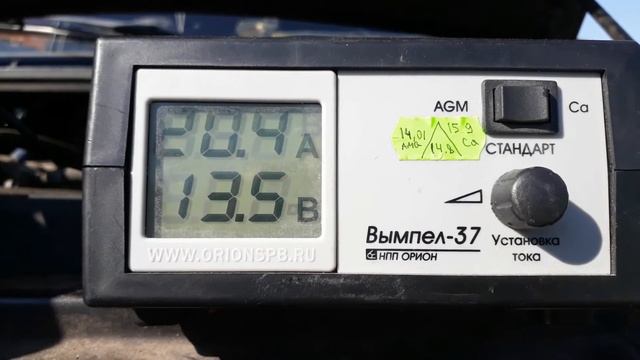 20.4 A
13.5 В
WWW.ORIONSPB.RU
AGM
Ca
СТАНДАРТ
14,01 15.9
Ca
14.8
Вымпел-37
НПП ОРИОН
Установка
тока